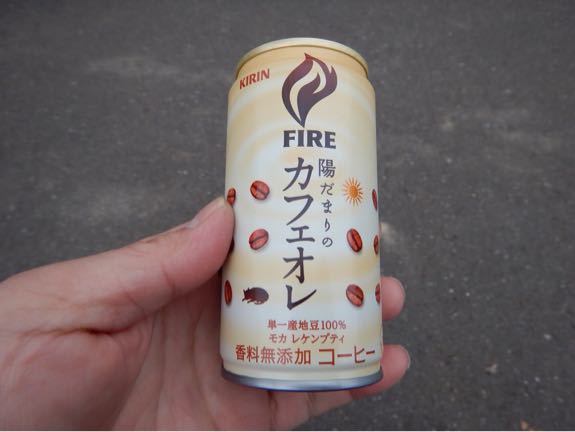 KIRIN
FIRE
陽だまりの
カフェオレ
単一産地豆100%
モカ レケンプティ
香料無添加 コーヒー